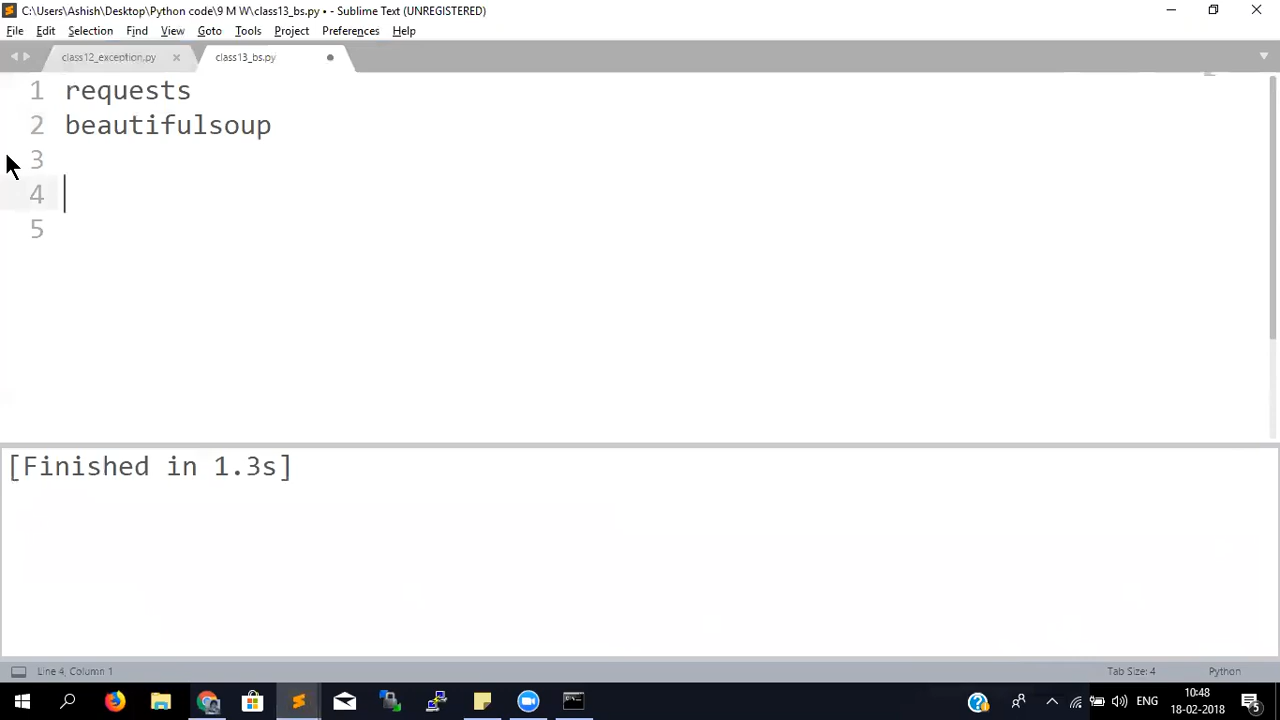 C:\Users\Ashish\Desktop\Python code\9 M W\class13_bs.py • - Sublime Text (UNREGISTERED)
File Edit Selection Find View Goto Tools Project Preferences Help
class12_exception.py class13_bs.py
1 requests
2 beautifulsoup
3
4
5
[Finished in 1.3s]
Line 4, Column 1 Tab Size: 4 Python
ENG 10:48
18-02-2018 5